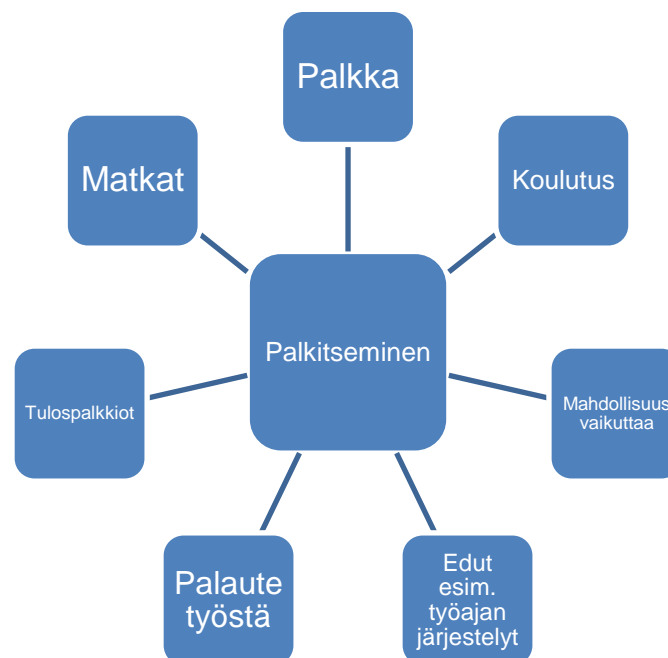 Palkka
Matkat
Koulutus
Palkitseminen
Tulospalkkiot
Mahdollisuus
vaikuttaa
Palaute
työstä
Edut
esim.
työajan
järjestelyt